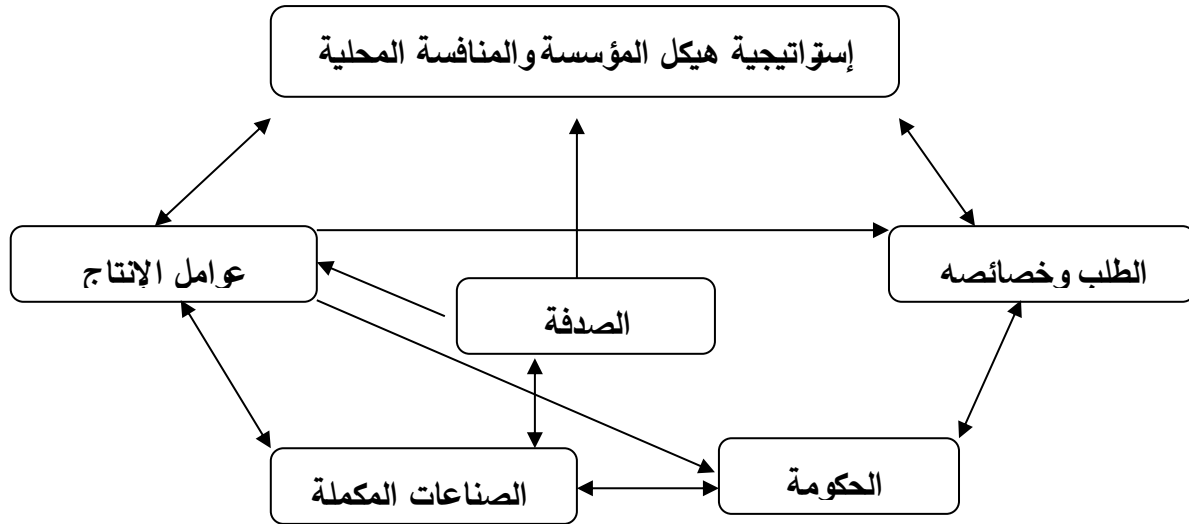 إستراتيجية هيكل المؤسسة والمنافسة المحلية
الطلب وخصائصه
عوامل الإنتاج
الصدفة
الحكومة
الصناعات المكملة